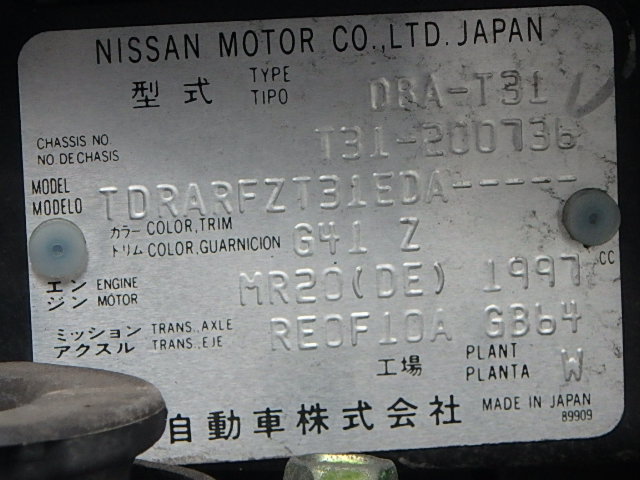 NISSAN MOTOR CO.,LTD. JAPAN
型式 TYPE TIPO DBA-T31
CHASSIS NO. NO. DE CHASIS T31-200736
MODEL MODELO TDRARFZT31EDA-----
カラー COLOR,TRIM トリム COLOR,GUARNICION G41 Z
エンジン ENGINE MOTOR MR20(DE) 1997 CC
ミッション TRANS.,AXLE アクスル TRANS.,EJE RE0F10A GB64
工場 PLANT PLANTA W
自動車株式会社 MADE IN JAPAN
89909